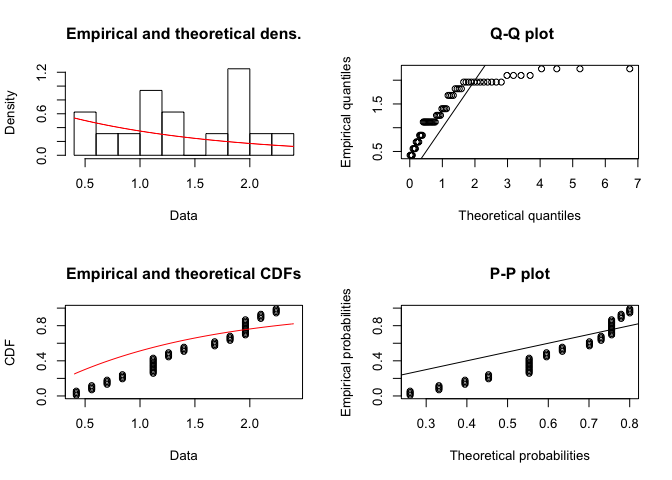 Empirical and theoretical dens.
Density
0.0 0.6 1.2
0.5 1.0 1.5 2.0
Data
Q-Q plot
Empirical quantiles
0.5 1.5
0 1 2 3 4 5 6 7
Theoretical quantiles
Empirical and theoretical CDFs
CDF
0.0 0.4 0.8
0.5 1.0 1.5 2.0
Data
P-P plot
Empirical probabilities
0.0 0.4 0.8
0.3 0.4 0.5 0.6 0.7 0.8
Theoretical probabilities